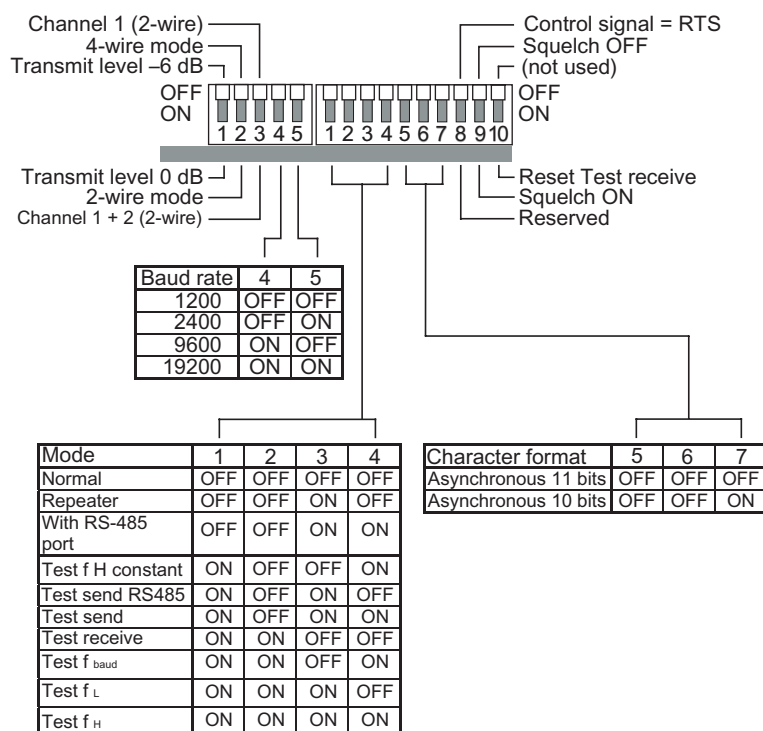 Channel 1 (2-wire)
4-wire mode
Transmit level –6 dB
Control signal = RTS
Squelch OFF
(not used)
OFF
ON
1 2 3 4 5
1 2 3 4 5 6 7 8 9 10
OFF
ON
Transmit level 0 dB
2-wire mode
Channel 1 + 2 (2-wire)
Reset Test receive
Squelch ON
Reserved
Baud rate 4 5
1200 OFF OFF
2400 OFF ON
9600 ON OFF
19200 ON ON
Mode 1 2 3 4
Normal OFF OFF OFF OFF
Repeater OFF OFF ON OFF
With RS-485
port OFF OFF ON ON
Test f H constant ON OFF OFF ON
Test send RS485 ON OFF ON OFF
Test send ON OFF ON ON
Test receive ON ON OFF OFF
Test f baud ON ON OFF ON
Test f L ON ON ON OFF
Test f H ON ON ON ON
Character format 5 6 7
Asynchronous 11 bits OFF OFF OFF
Asynchronous 10 bits OFF OFF ON